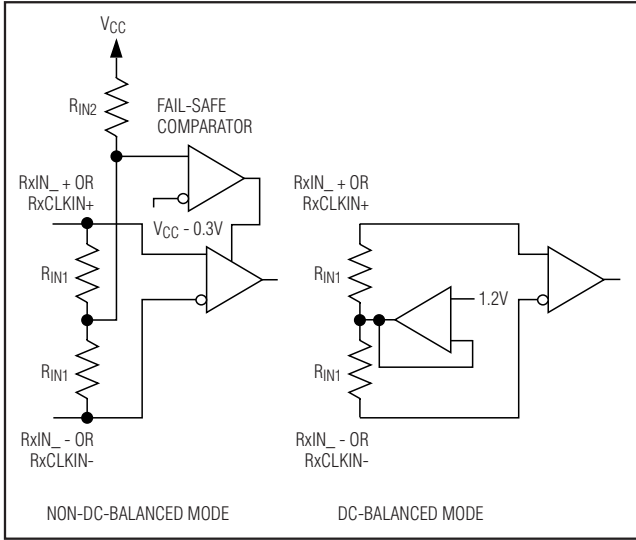 VCC
RIN2
FAIL-SAFE
COMPARATOR
RxIN_ + OR
RxCLKIN+
VCC - 0.3V
RIN1
RIN1
RxIN_ - OR
RxCLKIN-
NON-DC-BALANCED MODE
RxIN_ + OR
RxCLKIN+
RIN1
1.2V
RIN1
RxIN_ - OR
RxCLKIN-
DC-BALANCED MODE